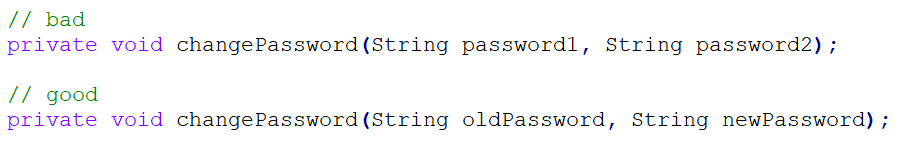 // bad
private void changePassword(String password1, String password2);
// good
private void changePassword(String oldPassword, String newPassword);